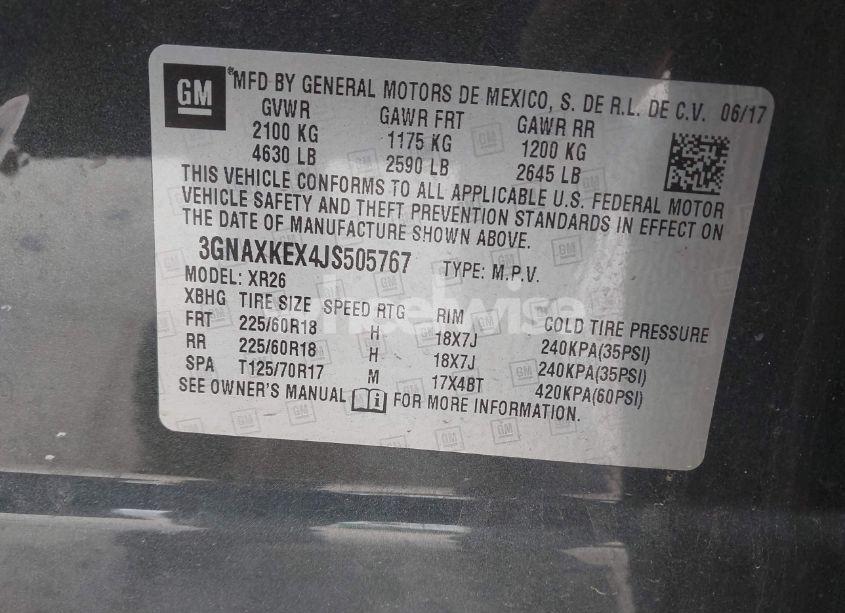 GM
®MFD BY GENERAL MOTORS DE MEXICO, S. DE R.L. DE C.V. 06/17
GVWR GAWR FRT GAWR RR
2100 KG 1175 KG 1200 KG
4630 LB 2590 LB 2645 LB
THIS VEHICLE CONFORMS TO ALL APPLICABLE U.S. FEDERAL MOTOR
VEHICLE SAFETY AND THEFT PREVENTION STANDARDS IN EFFECT ON
THE DATE OF MANUFACTURE SHOWN ABOVE.
3GNAXKEX4JS505767 TYPE: M.P.V.
MODEL: XR26
XBHG TIRE SIZE SPEED RTG RIM COLD TIRE PRESSURE
FRT 225/60R18 H 18X7J 240KPA(35PSI)
RR 225/60R18 H 18X7J 240KPA(35PSI)
SPA T125/70R17 M 17X4BT 420KPA(60PSI)
SEE OWNER'S MANUAL i FOR MORE INFORMATION.